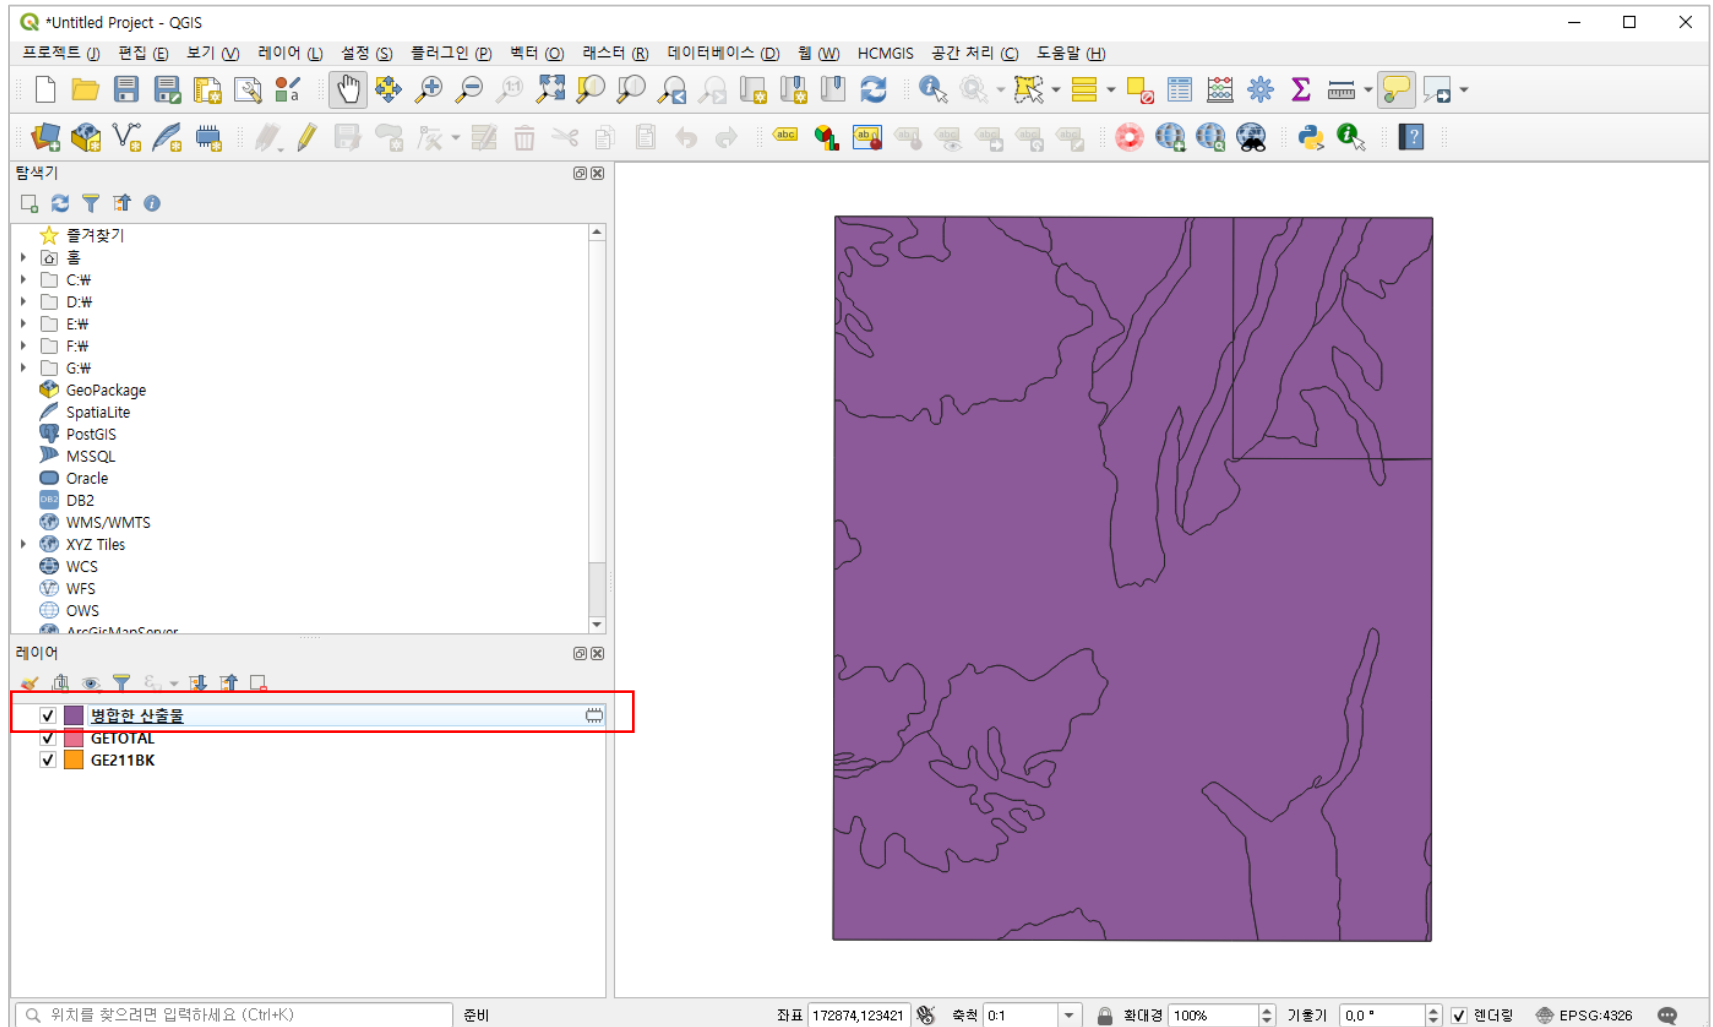 *Untitled Project - QGIS
프로젝트 (J) 편집 (E) 보기 (V) 레이어 (L) 설정 (S) 플러그인 (P) 벡터 (O) 래스터 (R) 데이터베이스 (D) 웹 (W) HCMGIS 공간 처리 (C) 도움말 (H)
탐색기
즐겨찾기
홈
C:₩
D:₩
E:₩
F:₩
G:₩
GeoPackage
SpatiaLite
PostGIS
MSSQL
Oracle
DB2
WMS/WMTS
XYZ Tiles
WCS
WFS
OWS
ArcGisMapServer
레이어
병합한 산출물
GETOTAL
GE211BK
위치를 찾으려면 입력하세요 (Ctrl+K) 준비 좌표 172874,123421 축척 0:1 확대경 100% 기울기 0,0 ° 렌더링 EPSG:4326